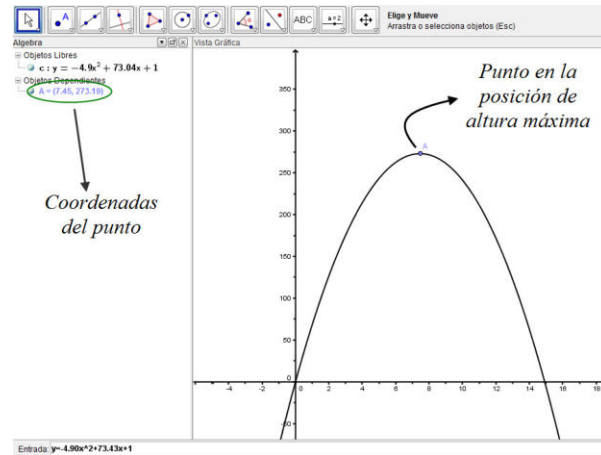 ABC
a=2
Elige y Mueve
Arrastra o selecciona objetos (Esc)
Algebra
Vista Gráfica
Objetos Libres
c : y = −4.9x² + 73.04x + 1
Objetos Dependientes
A = (7.45, 273.19)
Coordenadas
del punto
Punto en la
posición de
altura máxima
A
350
300
250
200
150
100
50
0
-50
-4 -2 0 2 4 6 8 10 12 14 16 18
Entrada: y=-4.90x^2+73.43x+1